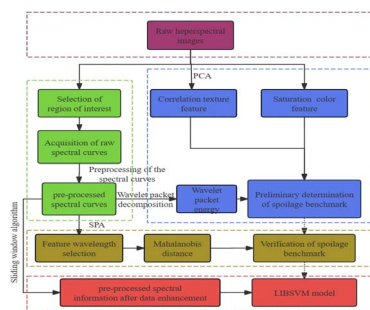 Raw heperspectral
images
PCA
Selection of
region of interest
Correlation texture
feature
Saturation color
feature
Acquisition of raw
spectral curves
Preprocessing of the
spectral curves
pre-processed
spectral curves
Wavelet packet
decomposition
Wavelet
packet
energy
Preliminary determination
of spoilage benchmark
SPA
Sliding window algorithm
Feature wavelength
selection
Mahalanobis
distance
Verification of spoilage
benchmark
pre-processed spectral
information after data enhancement
LIBSVM model